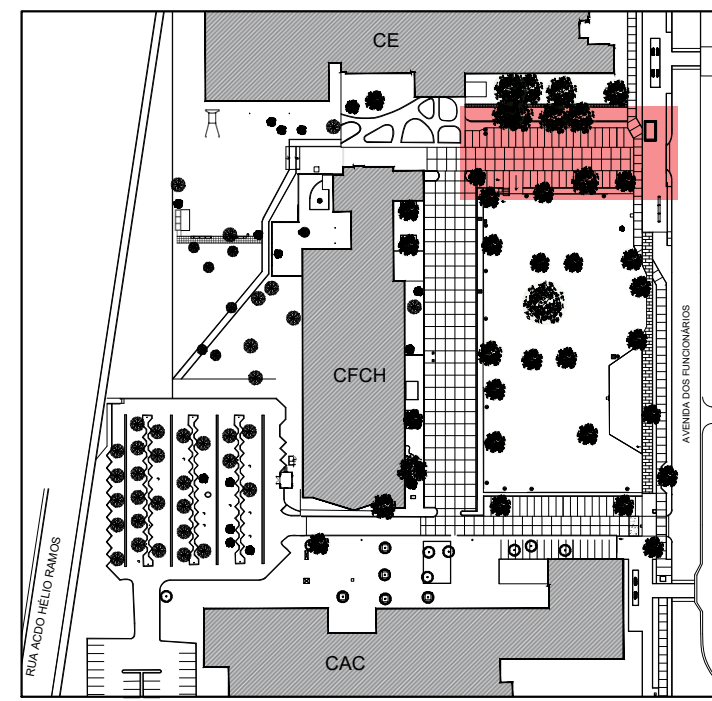 CE
CFCH
AVENIDA DOS FUNCIONÁRIOS
RUA ACDO HÉLIO RAMOS
CAC